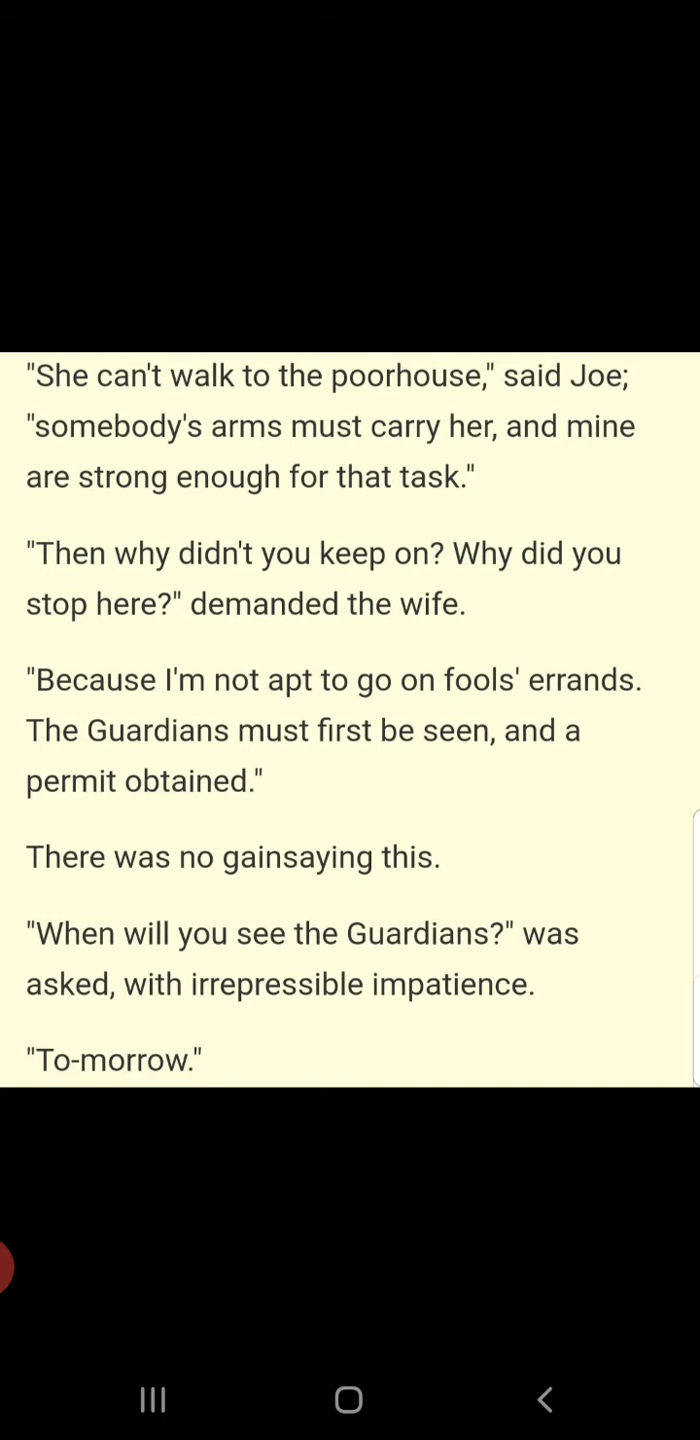 "She can't walk to the poorhouse," said Joe;
"somebody's arms must carry her, and mine
are strong enough for that task."
"Then why didn't you keep on? Why did you
stop here?" demanded the wife.
"Because I'm not apt to go on fools' errands.
The Guardians must first be seen, and a
permit obtained."
There was no gainsaying this.
"When will you see the Guardians?" was
asked, with irrepressible impatience.
"To-morrow."